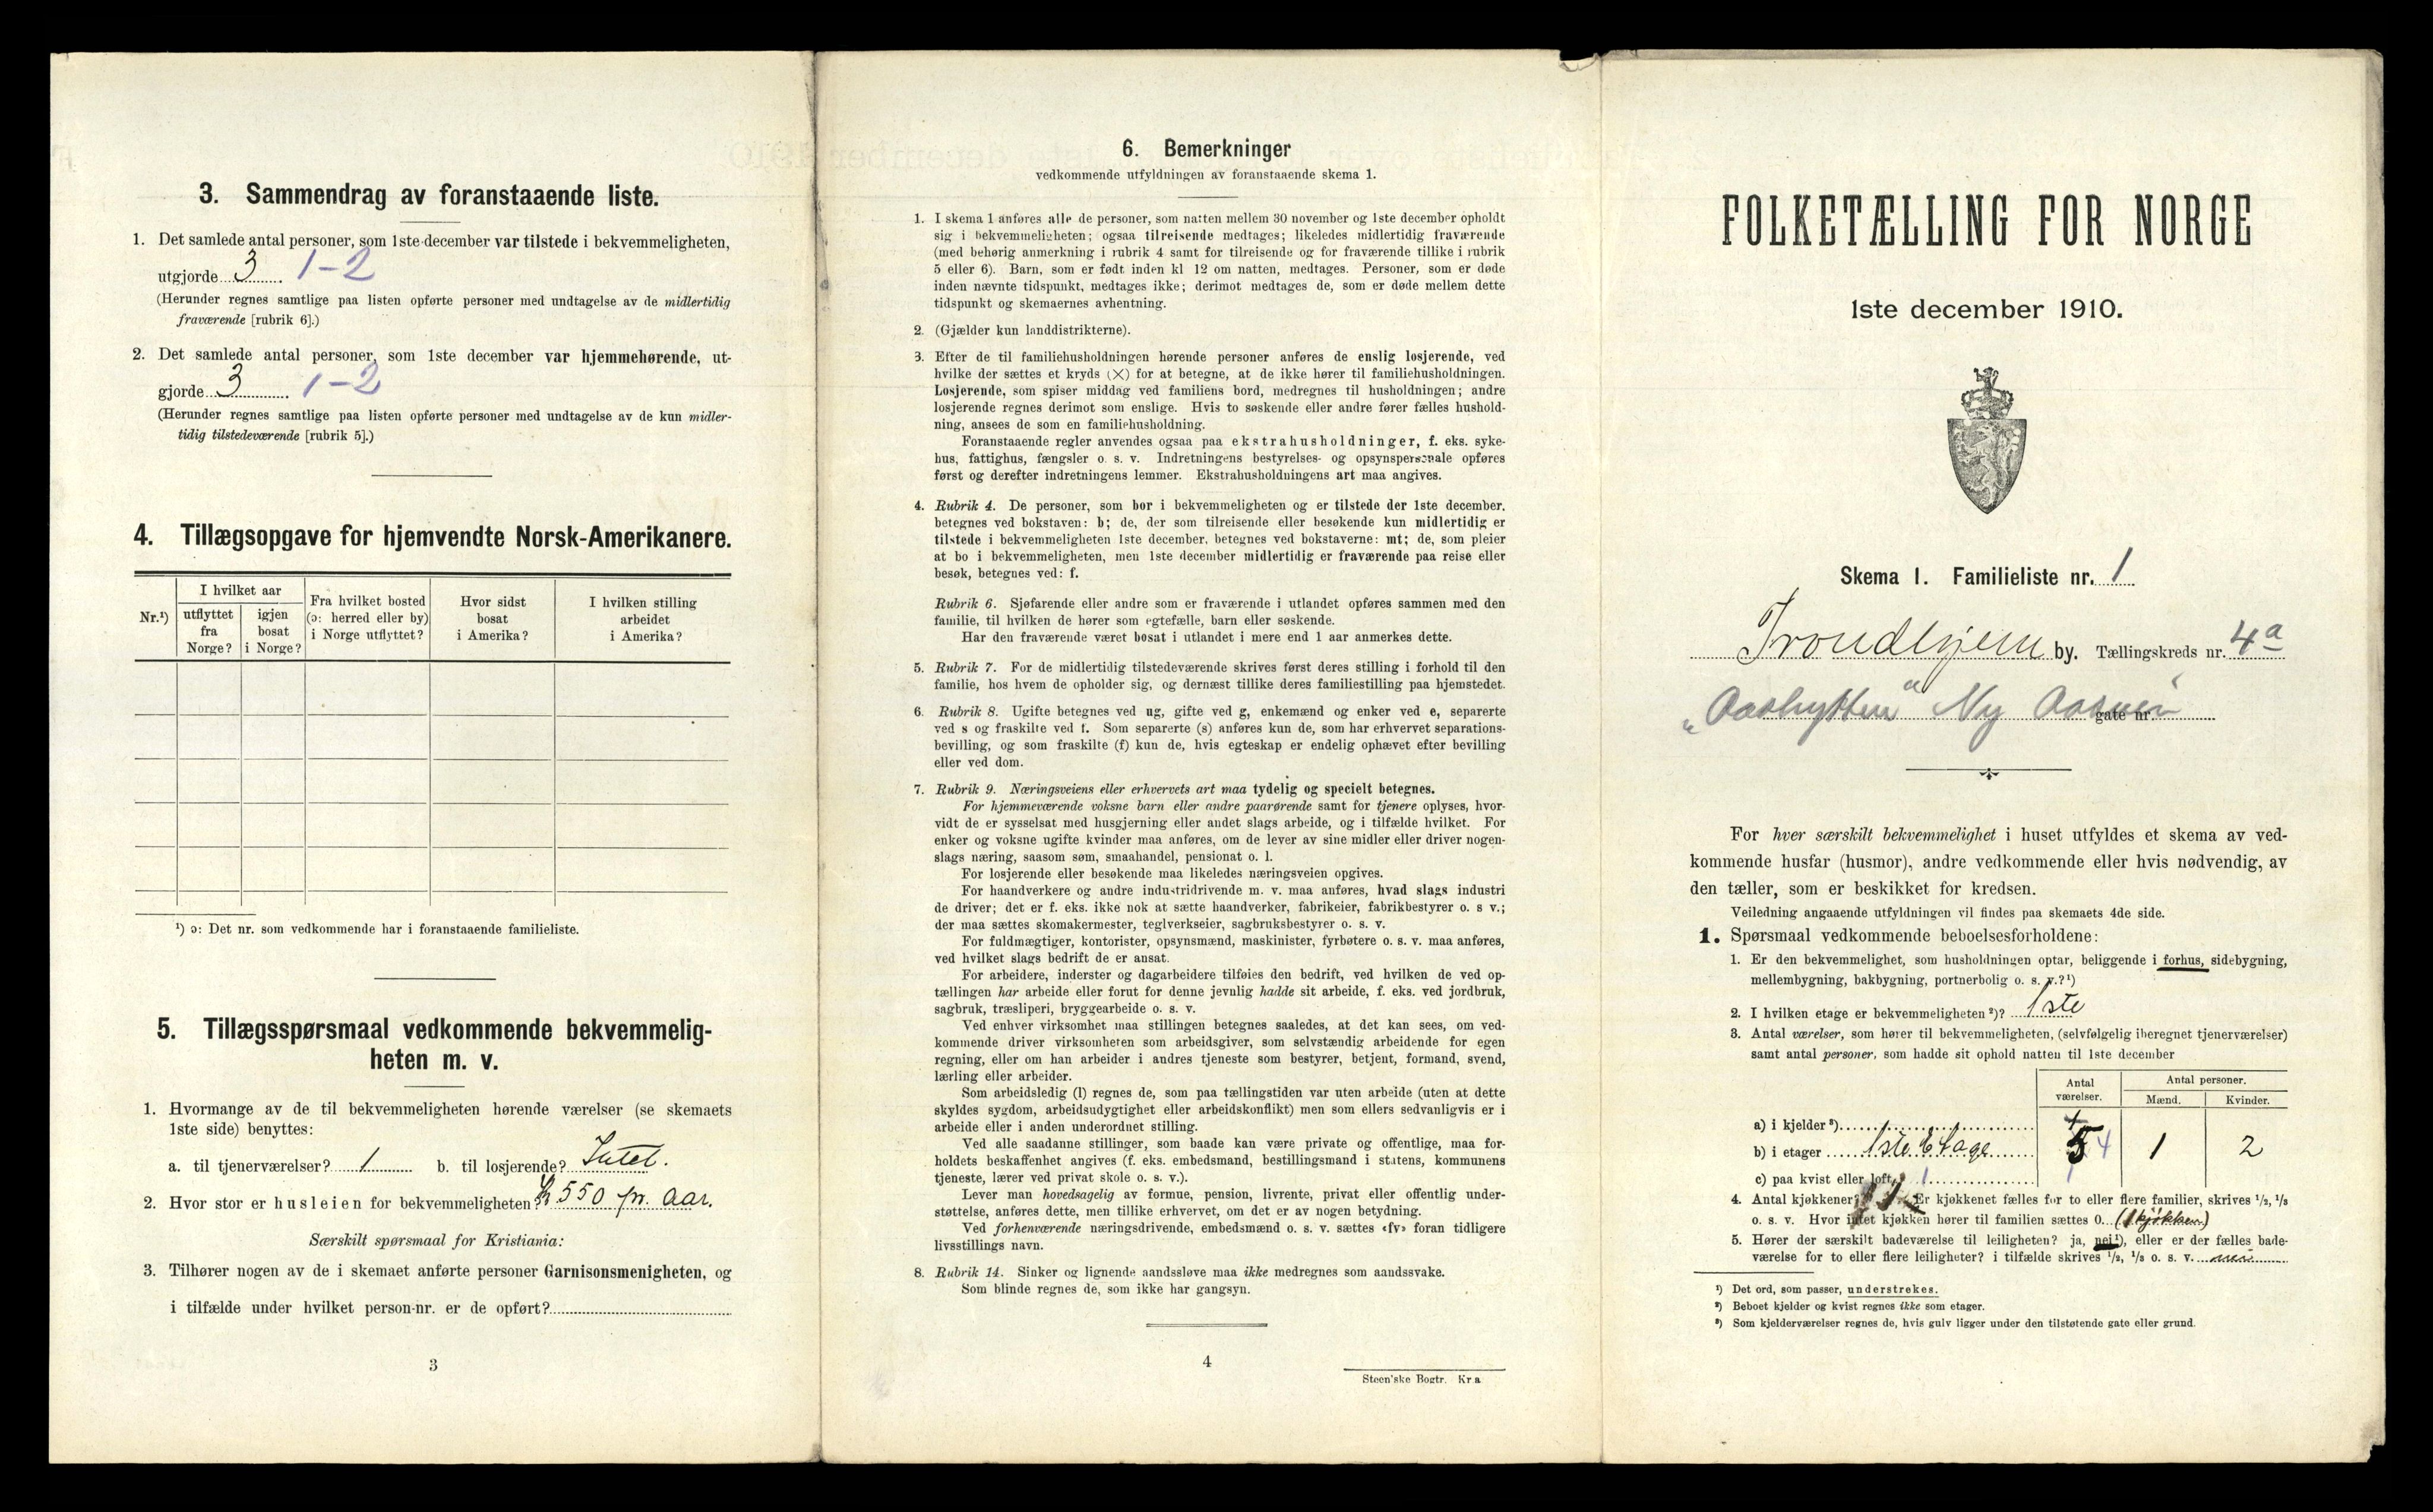 3. Sammendrag av foranstaaende liste.
1. Det samlede antal personer, som 1ste december var tilstede i bekvemmeligheten,
utgjorde 3 1-2
(Herunder regnes samtlige paa listen opførte personer med undtagelse av de midlertidig
fraværende [rubrik 6].)
2. Det samlede antal personer, som 1ste december var hjemmehørende, ut-
gjorde 3 1-2
(Herunder regnes samtlige paa listen opførte personer med undtagelse av de kun midler-
tidig tilstedeværende [rubrik 5].)
4. Tillægsopgave for hjemvendte Norsk-Amerikanere.
Nr.¹)
I hvilket aar
utflyttet fra Norge?
igjen bosat i Norge?
Fra hvilket bosted (ɔ: herred eller by) i Norge utflyttet?
Hvor sidst bosat i Amerika?
I hvilken stilling arbeidet i Amerika?
¹) ɔ: Det nr. som vedkommende har i foranstaaende familieliste.
5. Tillægsspørsmaal vedkommende bekvemmelig-
heten m. v.
1. Hvormange av de til bekvemmeligheten hørende værelser (se skemaets
1ste side) benyttes:
a. til tjenerværelser? 1 b. til losjerende? Intet.
2. Hvor stor er husleien for bekvemmeligheten? kr 550 pr. aar.
Særskilt spørsmaal for Kristiania:
3. Tilhører nogen av de i skemaet anførte personer Garnisonsmenigheten, og
i tilfælde under hvilket person-nr. er de opført?
3
6. Bemerkninger
vedkommende utfyldningen av foranstaaende skema 1.
1. I skema 1 anføres alle de personer, som natten mellem 30 november og 1ste december opholdt
sig i bekvemmeligheten; ogsaa tilreisende medtages; likeledes midlertidig fraværende
(med behørig anmerkning i rubrik 4 samt for tilreisende og for fraværende tillike i rubrik
5 eller 6). Barn, som er født inden kl 12 om natten, medtages. Personer, som er døde
inden nævnte tidspunkt, medtages ikke; derimot medtages de, som er døde mellem dette
tidspunkt og skemaernes avhentning.
2. (Gjælder kun landdistrikterne).
3. Efter de til familiehusholdningen hørende personer anføres de enslig losjerende, ved
hvilke der sættes et kryds (×) for at betegne, at de ikke hører til familiehusholdningen.
Losjerende, som spiser middag ved familiens bord, medregnes til husholdningen; andre
losjerende regnes derimot som enslige. Hvis to søskende eller andre fører fælles hushold-
ning, ansees de som en familiehusholdning.
Foranstaaende regler anvendes ogsaa paa ekstrahusholdninger, f. eks. syke-
hus, fattighus, fængsler o. s. v. Indretningens bestyrelses- og opsynspersonale opføres
først og derefter indretningens lemmer. Ekstrahusholdningens art maa angives.
4. Rubrik 4. De personer, som bor i bekvemmeligheten og er tilstede der 1ste december.
betegnes ved bokstaven: b; de, der som tilreisende eller besøkende kun midlertidig er
tilstede i bekvemmeligheten 1ste december, betegnes ved bokstaverne: mt; de, som pleier
at bo i bekvemmeligheten, men 1ste december midlertidig er fraværende paa reise eller
besøk, betegnes ved: f.
Rubrik 6. Sjøfarende eller andre som er fraværende i utlandet opføres sammen med den
familie, til hvilken de hører som egtefælle, barn eller søskende.
Har den fraværende været bosat i utlandet i mere end 1 aar anmerkes dette.
5. Rubrik 7. For de midlertidig tilstedeværende skrives først deres stilling i forhold til den
familie, hos hvem de opholder sig, og dernæst tillike deres familiestilling paa hjemstedet.
6. Rubrik 8. Ugifte betegnes ved ug, gifte ved g, enkemænd og enker ved e, separerte
ved s og fraskilte ved f. Som separerte (s) anføres kun de, som har erhvervet separations-
bevilling, og som fraskilte (f) kun de, hvis egteskap er endelig ophævet efter bevilling
eller ved dom.
7. Rubrik 9. Næringsveiens eller erhvervets art maa tydelig og specielt betegnes.
For hjemmeværende voksne barn eller andre paarørende samt for tjenere oplyses, hvor-
vidt de er sysselsat med husgjerning eller andet slags arbeide, og i tilfælde hvilket. For
enker og voksne ugifte kvinder maa anføres, om de lever av sine midler eller driver nogen-
slags næring, saasom søm, smaahandel, pensionat o. l.
For losjerende eller besøkende maa likeledes næringsveien opgives.
For haandverkere og andre industridrivende m. v. maa anføres, hvad slags industri
de driver; det er f. eks. ikke nok at sætte haandverker, fabrikeier, fabrikbestyrer o. s v.;
der maa sættes skomakermester, teglverkseier, sagbruksbestyrer o. s. v.
For fuldmægtiger, kontorister, opsynsmænd, maskinister, fyrbøtere o. s. v. maa anføres,
ved hvilket slags bedrift de er ansat.
For arbeidere, inderster og dagarbeidere tilføies den bedrift, ved hvilken de ved op-
tællingen har arbeide eller forut for denne jevnlig hadde sit arbeide, f. eks. ved jordbruk,
sagbruk, træsliperi, bryggearbeide o. s. v.
Ved enhver virksomhet maa stillingen betegnes saaledes, at det kan sees, om ved-
kommende driver virksomheten som arbeidsgiver, som selvstændig arbeidende for egen
regning, eller om han arbeider i andres tjeneste som bestyrer, betjent, formand, svend,
lærling eller arbeider.
Som arbeidsledig (l) regnes de, som paa tællingstiden var uten arbeide (uten at dette
skyldes sygdom, arbeidsudygtighet eller arbeidskonflikt) men som ellers sedvanligvis er i
arbeide eller i anden underordnet stilling.
Ved alle saadanne stillinger, som baade kan være private og offentlige, maa for-
holdets beskaffenhet angives (f. eks. embedsmand, bestillingsmand i statens, kommunens
tjeneste, lærer ved privat skole o. s. v.).
Lever man hovedsagelig av formue, pension, livrente, privat eller offentlig under-
støttelse, anføres dette, men tillike erhvervet, om det er av nogen betydning.
Ved forhenværende næringsdrivende, embedsmænd o. s. v. sættes «fv» foran tidligere
livsstillings navn.
8. Rubrik 14. Sinker og lignende aandssløve maa ikke medregnes som aandssvake.
Som blinde regnes de, som ikke har gangsyn.
4
Steen'ske Bogtr. Kr.a
FOLKETÆLLING FOR NORGE
1ste december 1910.
Skema 1. Familieliste nr. 1
Trondhjem by. Tællingskreds nr. 4a
"Aashytten" Ny Aasvei gate nr.
For hver særskilt bekvemmelighet i huset utfyldes et skema av ved-
kommende husfar (husmor), andre vedkommende eller hvis nødvendig, av
den tæller, som er beskikket for kredsen.
Veiledning angaaende utfyldningen vil findes paa skemaets 4de side.
1. Spørsmaal vedkommende beboelsesforholdene:
1. Er den bekvemmelighet, som husholdningen optar, beliggende i forhus, sidebygning,
mellembygning, bakbygning, portnerbolig o. s. v.?¹)
2. I hvilken etage er bekvemmeligheten²)? 1ste
3. Antal værelser, som hører til bekvemmeligheten, (selvfølgelig iberegnet tjenerværelser)
samt antal personer, som hadde sit ophold natten til 1ste december
Antal værelser. Antal personer.
Mænd. Kvinder.
a) i kjelder³)
b) i etager 1ste Etage 5 4 1 2
c) paa kvist eller loft 1 1
4. Antal kjøkkener? 1 Er kjøkkenet fælles for to eller flere familier, skrives 1/2, 1/3
o. s. v. Hvor intet kjøkken hører til familien sættes 0. (1 kjøkken)
5. Hører der særskilt badeværelse til leiligheten? ja, nei¹), eller er der fælles bade-
værelse for to eller flere leiligheter? i tilfælde skrives 1/2, 1/3 o. s. v. nei
¹) Det ord, som passer, understrekes.
²) Beboet kjelder og kvist regnes ikke som etager.
³) Som kjelderværelser regnes de, hvis gulv ligger under den tilstøtende gate eller grund.